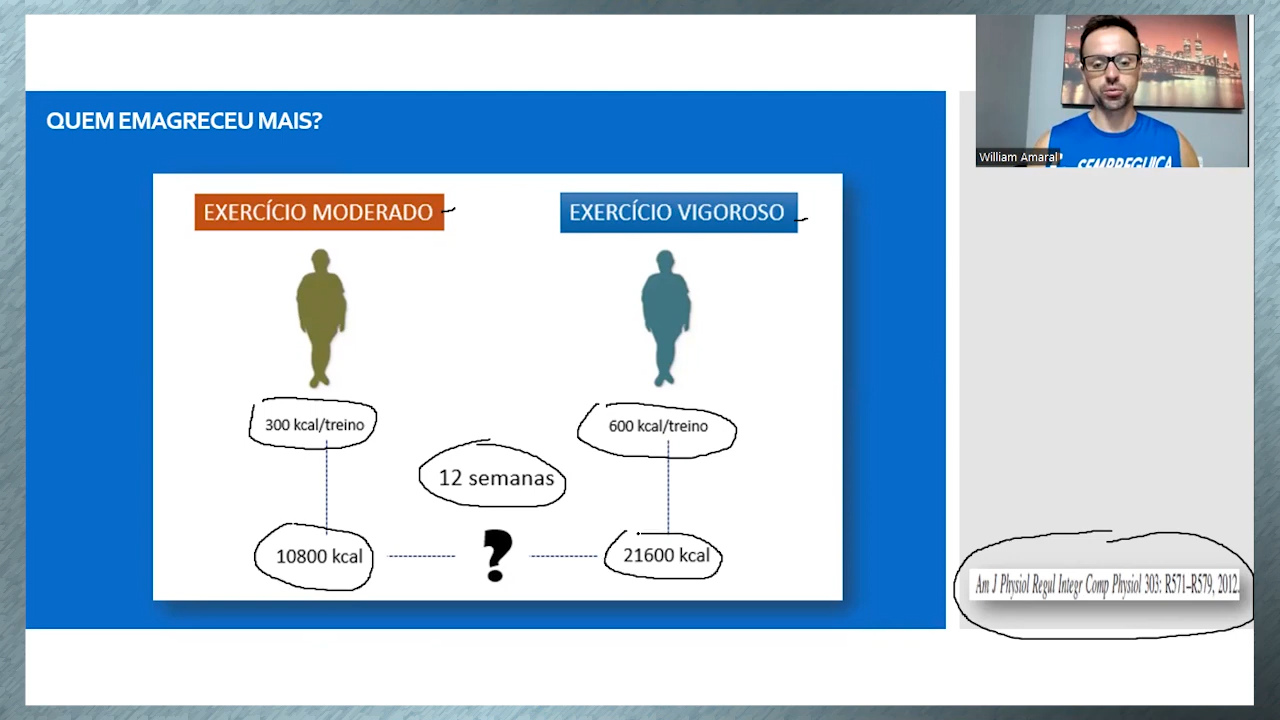 QUEM EMAGRECEU MAIS?
EXERCÍCIO MODERADO
EXERCÍCIO VIGOROSO
300 kcal/treino
600 kcal/treino
12 semanas
10800 kcal
?
21600 kcal
William Amaral
SEMPREGUIÇA
Am J Physiol Regul Integr Comp Physiol 303: R571–R579, 2012.